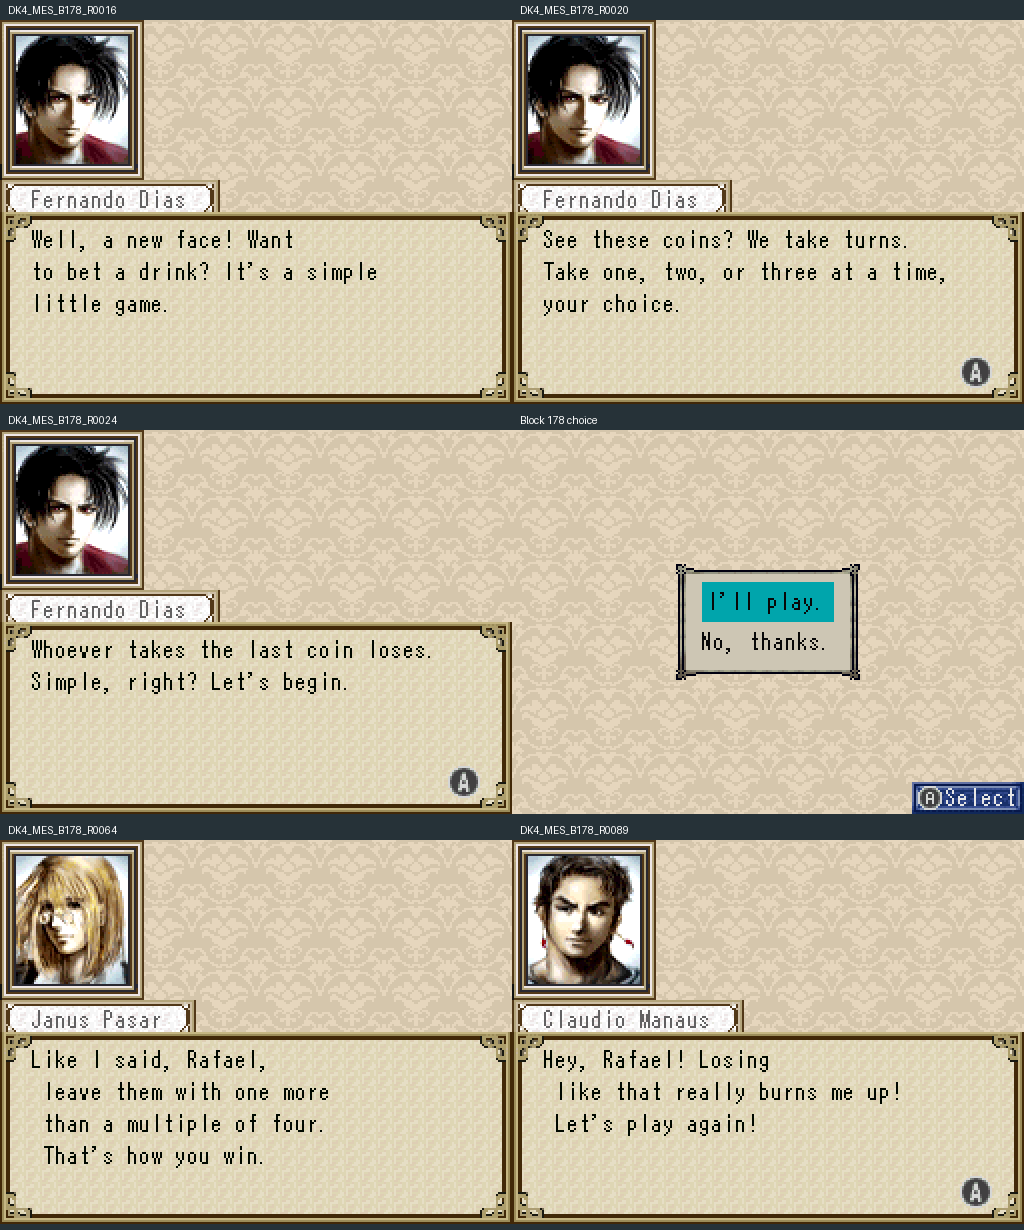 DK4_MES_B178_R0016
Fernando Dias
Well, a new face! Want
to bet a drink? It's a simple
little game.
DK4_MES_B178_R0020
Fernando Dias
See these coins? We take turns.
Take one, two, or three at a time,
your choice.
A
DK4_MES_B178_R0024
Fernando Dias
Whoever takes the last coin loses.
Simple, right? Let's begin.
A
Block 178 choice
I'll play.
No, thanks.
A Select
DK4_MES_B178_R0064
Janus Pasar
Like I said, Rafael,
leave them with one more
than a multiple of four.
That's how you win.
DK4_MES_B178_R0089
Claudio Manaus
Hey, Rafael! Losing
like that really burns me up!
Let's play again!
A